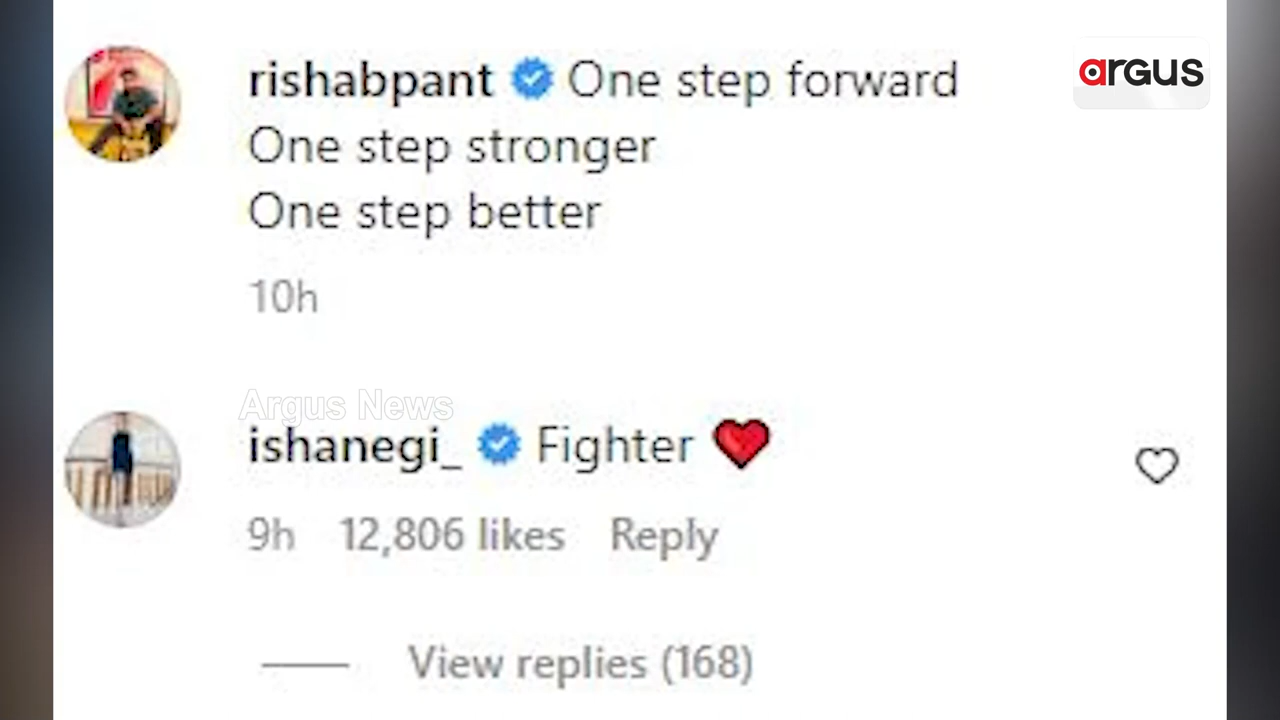 rishabpant One step forward
argus
One step stronger
One step better
10h
Argus News
ishanegi_ Fighter ❤️
9h 12,806 likes Reply
View replies (168)